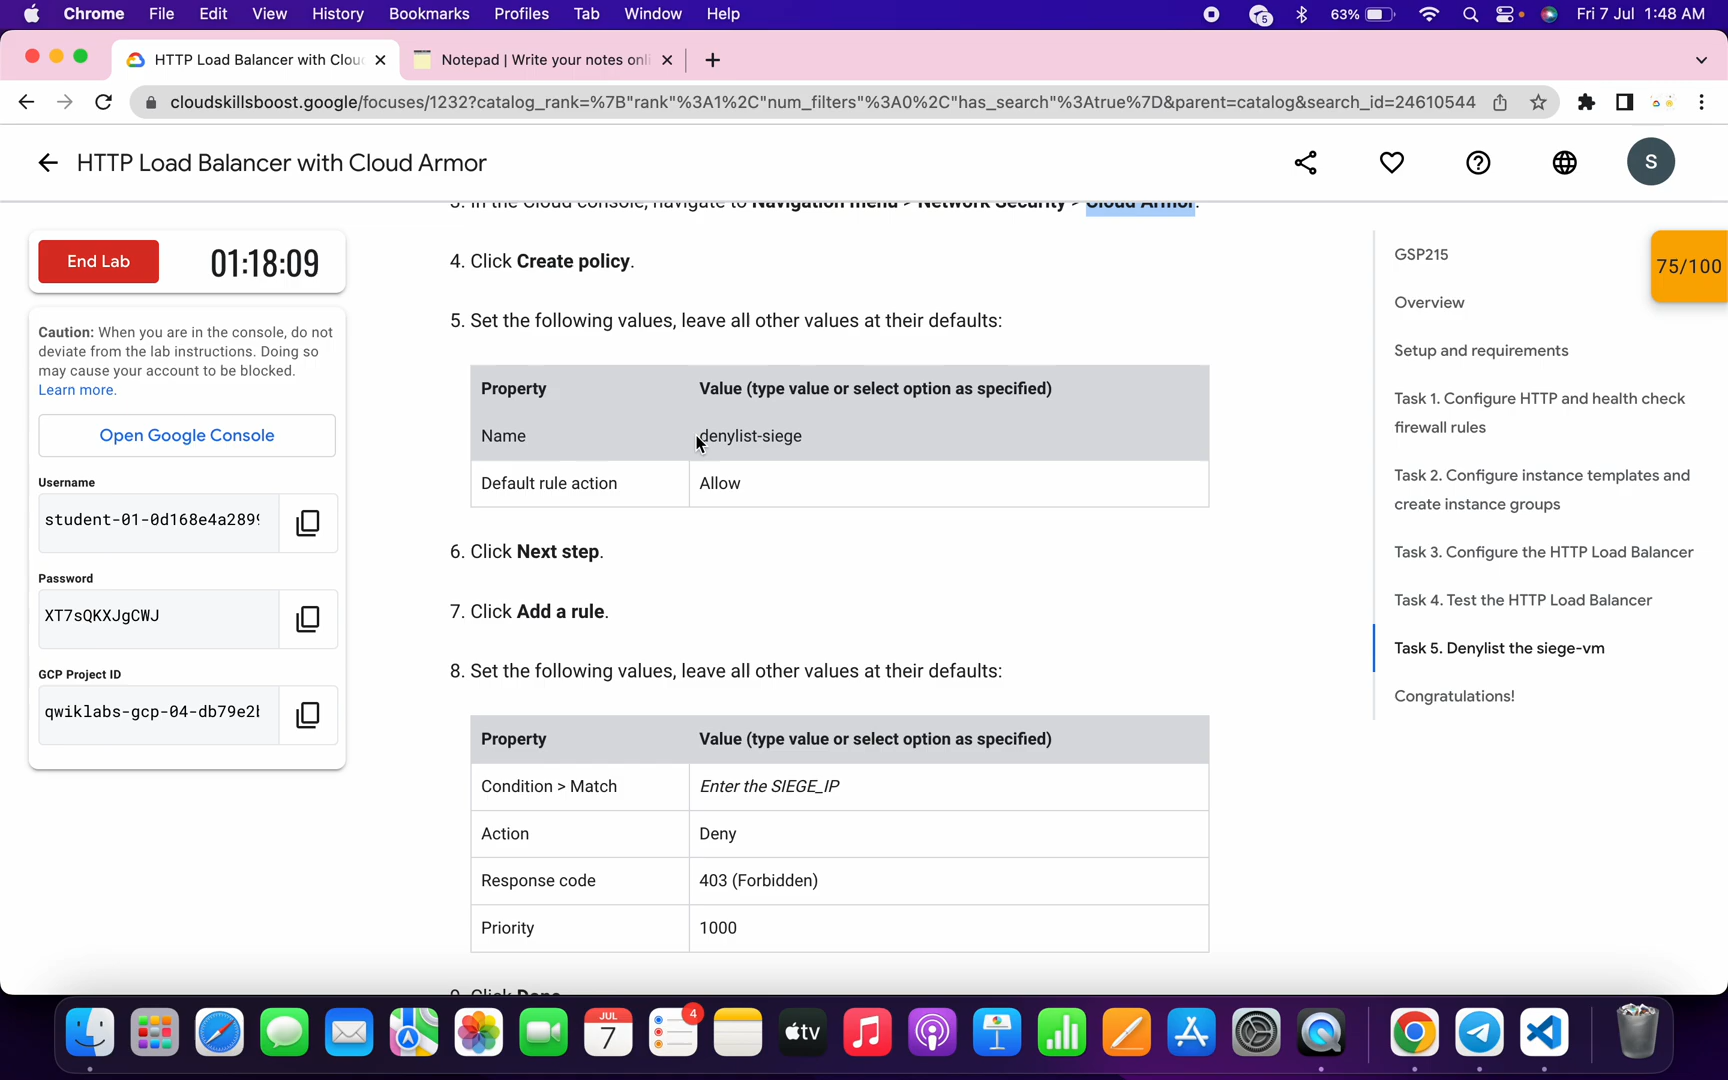 Chrome File Edit View History Bookmarks Profiles Tab Window Help 5 63% Fri 7 Jul 1:48 AM
HTTP Load Balancer with Clou Notepad | Write your notes onli
cloudskillsboost.google/focuses/1232?catalog_rank=%7B"rank"%3A1%2C"num_filters"%3A0%2C"has_search"%3Atrue%7D&parent=catalog&search_id=24610544
HTTP Load Balancer with Cloud Armor S
3. In the Cloud console, navigate to Navigation menu > Network Security > Cloud Armor.
End Lab 01:18:09
Caution: When you are in the console, do not
deviate from the lab instructions. Doing so
may cause your account to be blocked.
Learn more.
Open Google Console
Username
student-01-0d168e4a289
Password
XT7sQKXJgCWJ
GCP Project ID
qwiklabs-gcp-04-db79e2
4. Click Create policy.
5. Set the following values, leave all other values at their defaults:
Property Value (type value or select option as specified)
Name denylist-siege
Default rule action Allow
6. Click Next step.
7. Click Add a rule.
8. Set the following values, leave all other values at their defaults:
Property Value (type value or select option as specified)
Condition > Match Enter the SIEGE_IP
Action Deny
Response code 403 (Forbidden)
Priority 1000
9. Click Done.
GSP215
Overview
Setup and requirements
Task 1. Configure HTTP and health check
firewall rules
Task 2. Configure instance templates and
create instance groups
Task 3. Configure the HTTP Load Balancer
Task 4. Test the HTTP Load Balancer
Task 5. Denylist the siege-vm
Congratulations!
75/100
JUL
7
4
tv